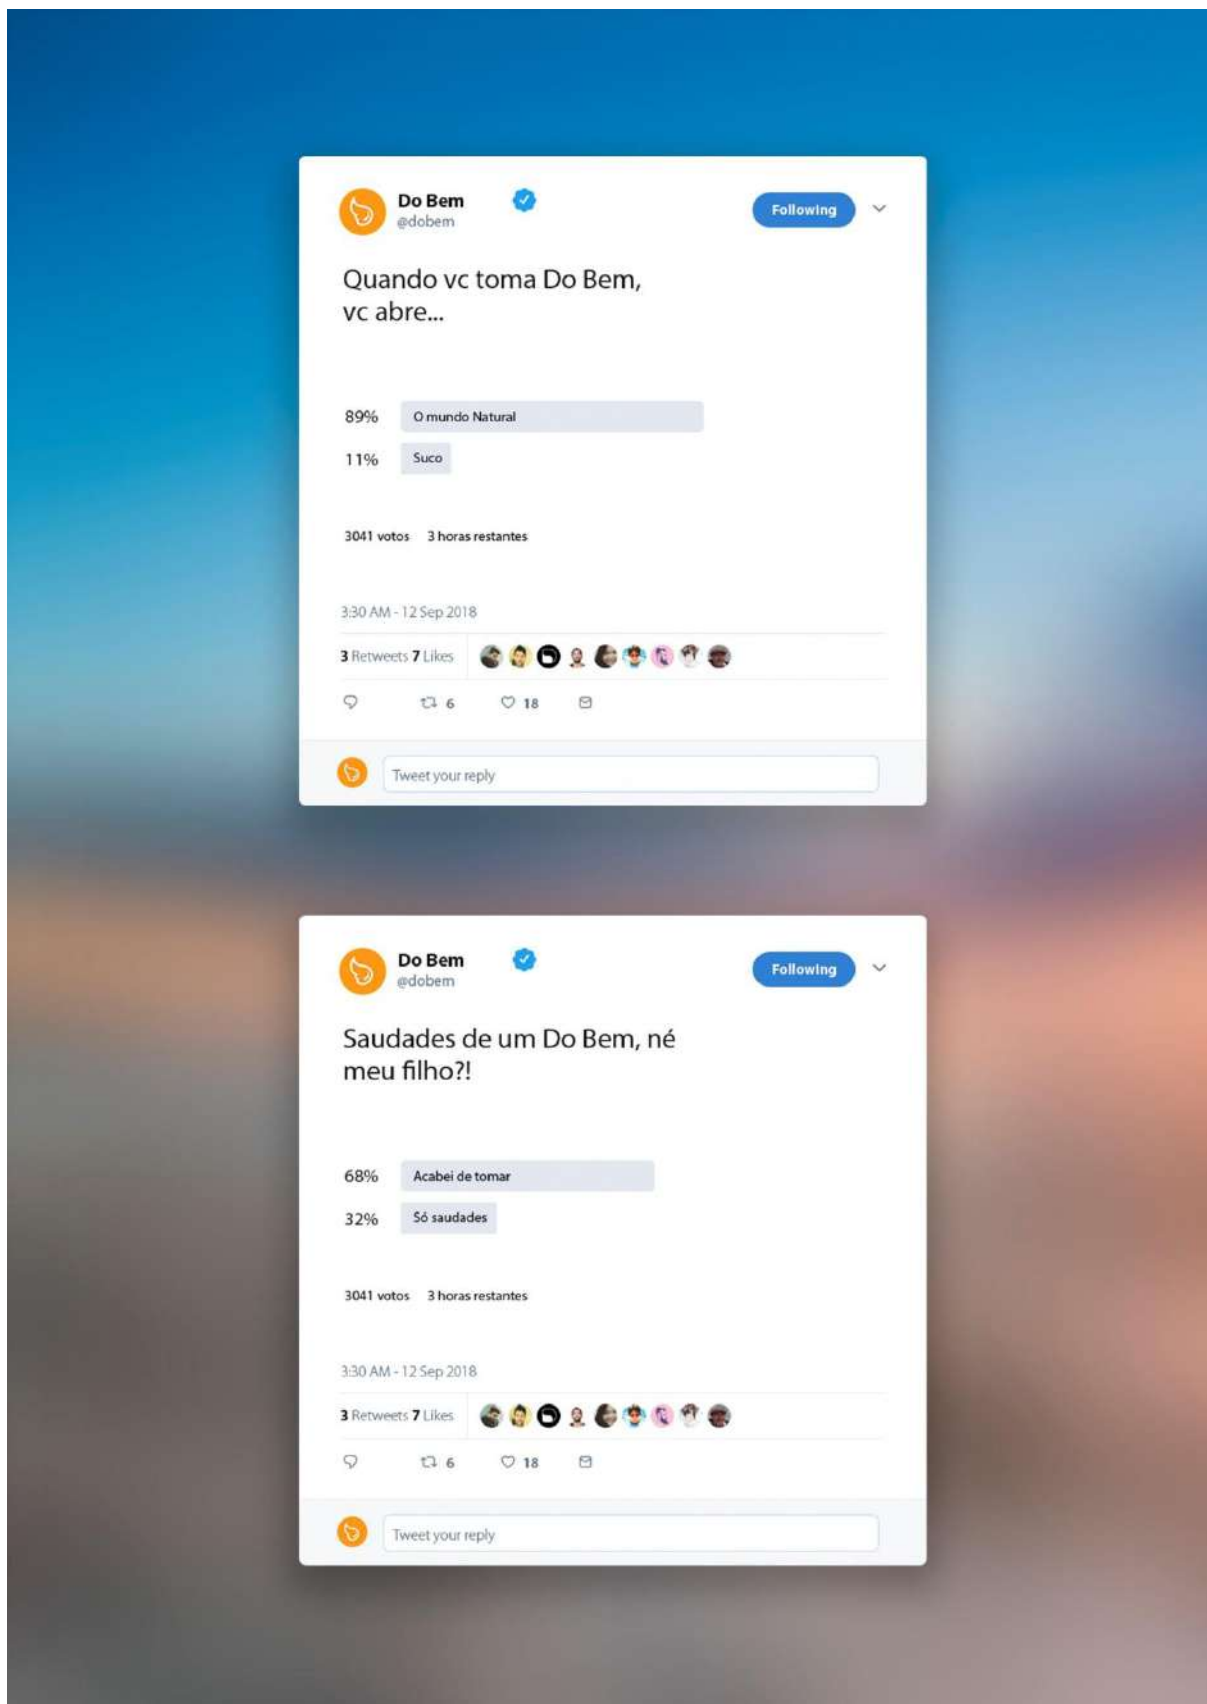 Do Bem
@dobem
Following
Quando vc toma Do Bem,
vc abre...
89% O mundo Natural
11% Suco
3041 votos 3 horas restantes
3:30 AM - 12 Sep 2018
3 Retweets 7 Likes
6 18
Tweet your reply
Do Bem
@dobem
Following
Saudades de um Do Bem, né
meu filho?!
68% Acabei de tomar
32% Só saudades
3041 votos 3 horas restantes
3:30 AM - 12 Sep 2018
3 Retweets 7 Likes
6 18
Tweet your reply